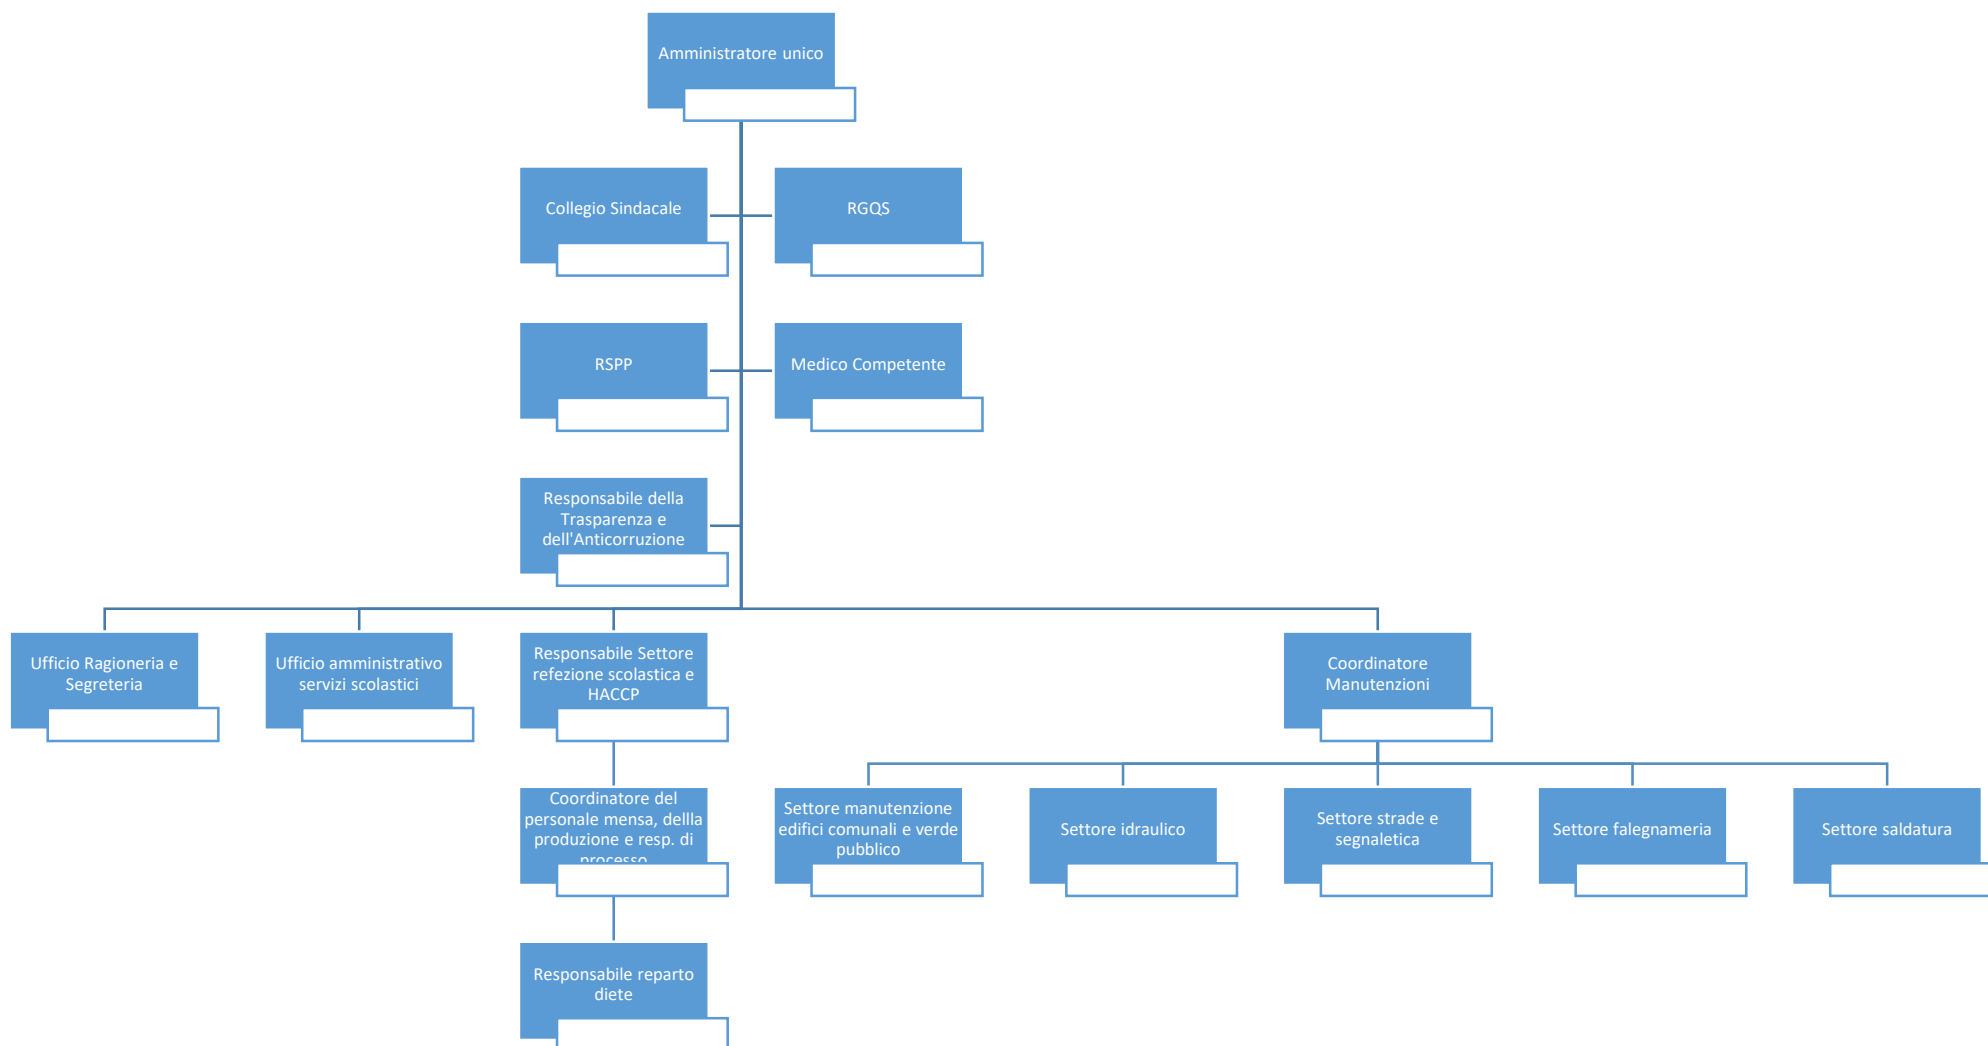 Amministratore unico
Collegio Sindacale
RGQS
RSPP
Medico Competente
Responsabile della
Trasparenza e
dell'Anticorruzione
Ufficio Ragioneria e
Segreteria
Ufficio amministrativo
servizi scolastici
Responsabile Settore
refezione scolastica e
HACCP
Coordinatore
Manutenzioni
Coordinatore del
personale mensa, dellla
produzione e resp. di
processo
Settore manutenzione
edifici comunali e verde
pubblico
Settore idraulico
Settore strade e
segnaletica
Settore falegnameria
Settore saldatura
Responsabile reparto
diete